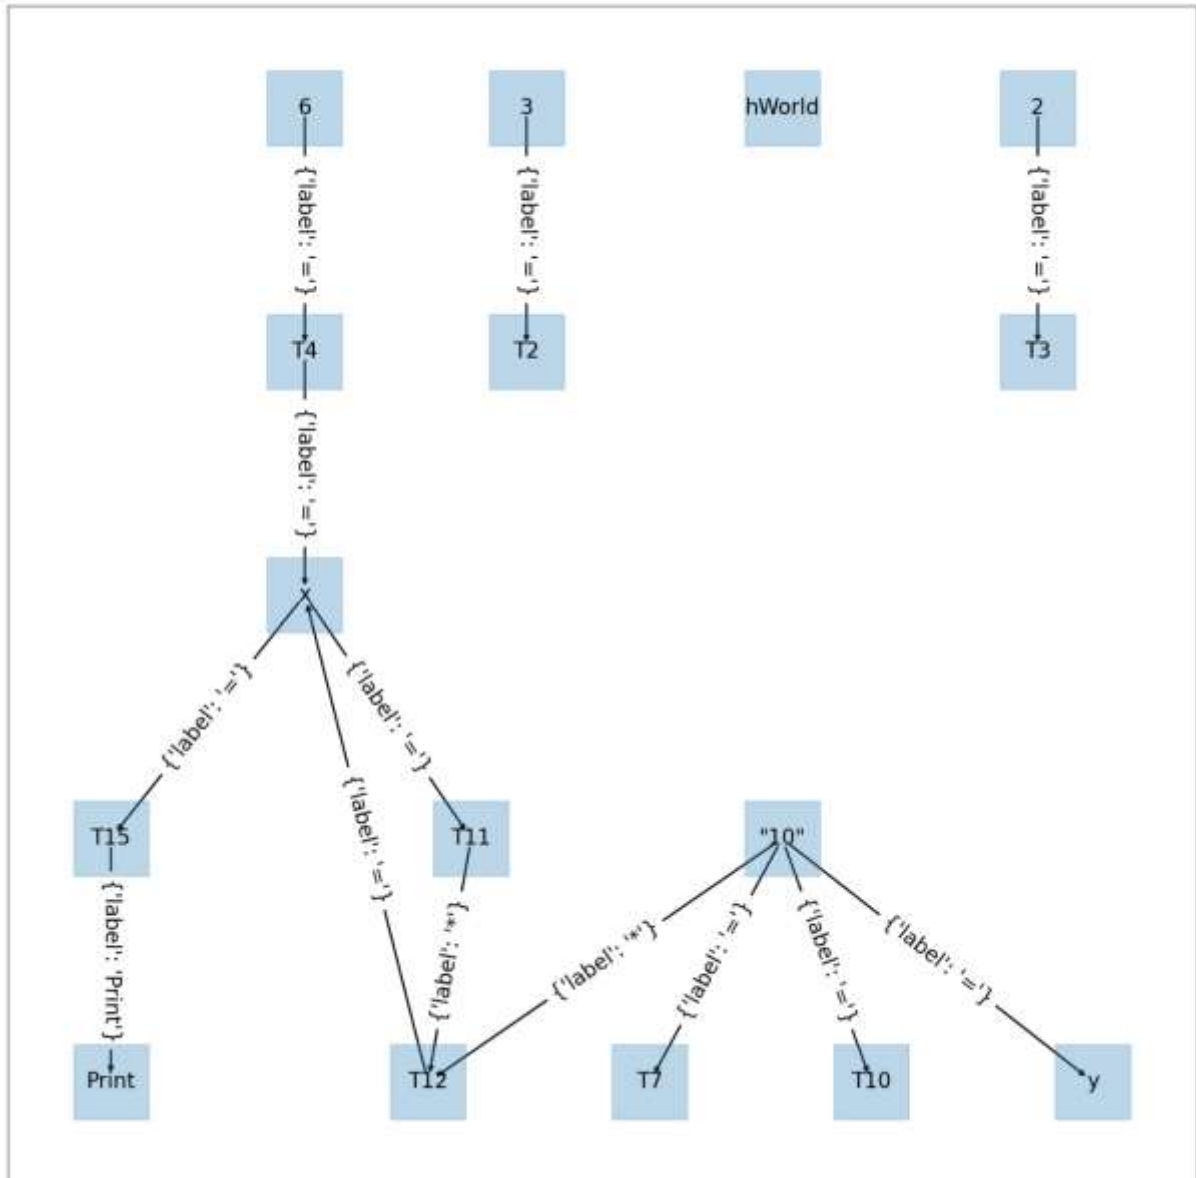 6
3
hWorld
2
{'label': '='}
{'label': '='}
{'label': '='}
T4
T2
T3
{'label': '='}
x
{'label': '='}
{'label': '='}
{'label': '='}
T15
T11
"10"
{'label': 'Print'}
{'label': '*'}
{'label': '*'}
{'label': '='}
{'label': '='}
{'label': '='}
Print
T12
T7
T10
y